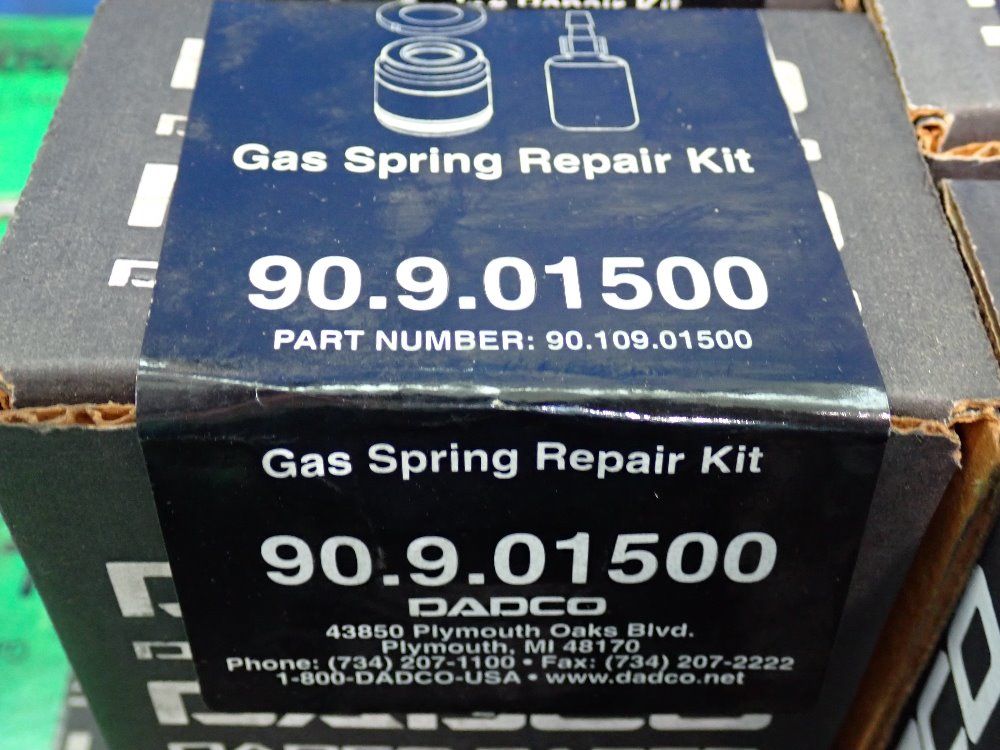 Repair Kit
Gas Spring Repair Kit
90.9.01500
PART NUMBER: 90.109.01500
Gas Spring Repair Kit
90.9.01500
DADCO
43850 Plymouth Oaks Blvd.
Plymouth, MI 48170
Phone: (734) 207-1100 • Fax: (734) 207-2222
1-800-DADCO-USA • www.dadco.net